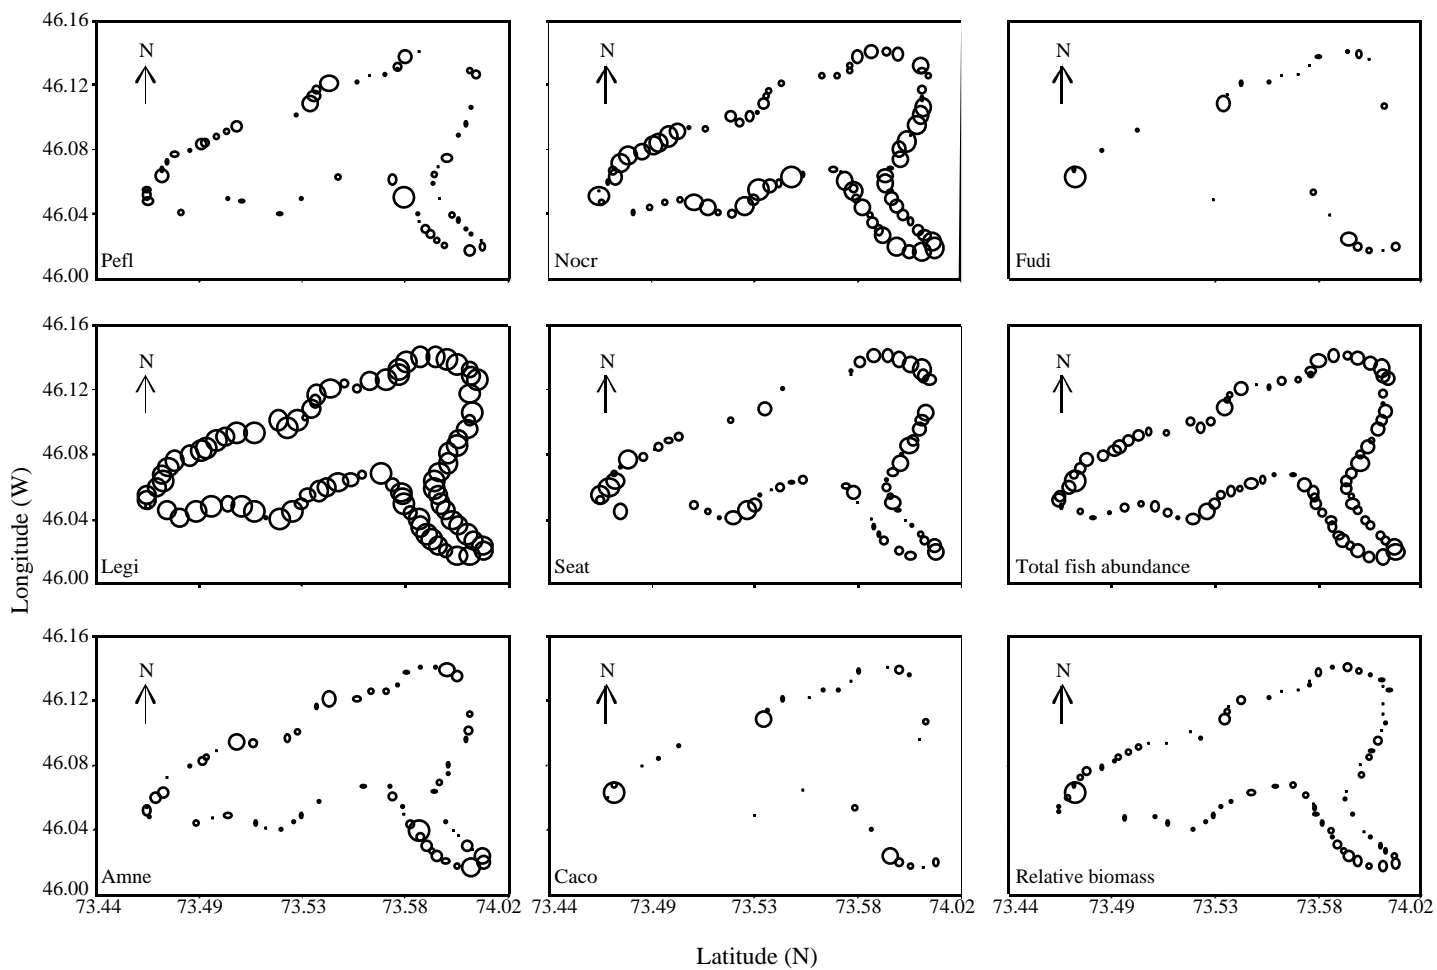 46.16
46.12
46.08
46.04
46.00
N
Pefl
N
Nocr
N
Fudi
46.16
46.12
46.08
46.04
46.00
N
Legi
N
Seat
N
Total fish abundance
46.16
46.12
46.08
46.04
46.00
N
Amne
N
Caco
N
Relative biomass
73.44 73.49 73.53 73.58 74.02
73.44 73.49 73.53 73.58 74.02
73.44 73.49 73.53 73.58 74.02
Longitude (W)
Latitude (N)